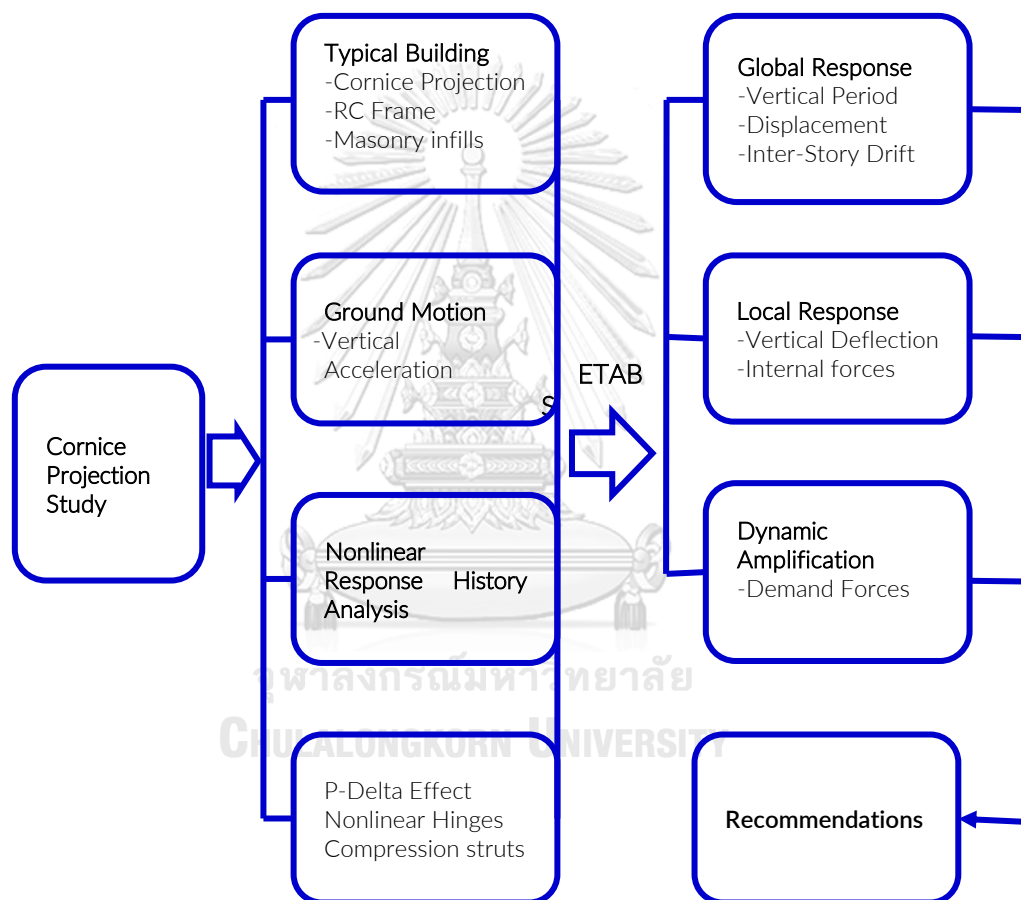 Cornice
Projection
Study
Typical Building
-Cornice Projection
-RC Frame
-Masonry infills
Ground Motion
-Vertical
Acceleration
Nonlinear
Response History
Analysis
P-Delta Effect
Nonlinear Hinges
Compression struts
ETAB
S
Global Response
-Vertical Period
-Displacement
-Inter-Story Drift
Local Response
-Vertical Deflection
-Internal forces
Dynamic
Amplification
-Demand Forces
Recommendations
จุฬาลงกรณ์มหาวิทยาลัย
CHULALONGKORN UNIVERSITY